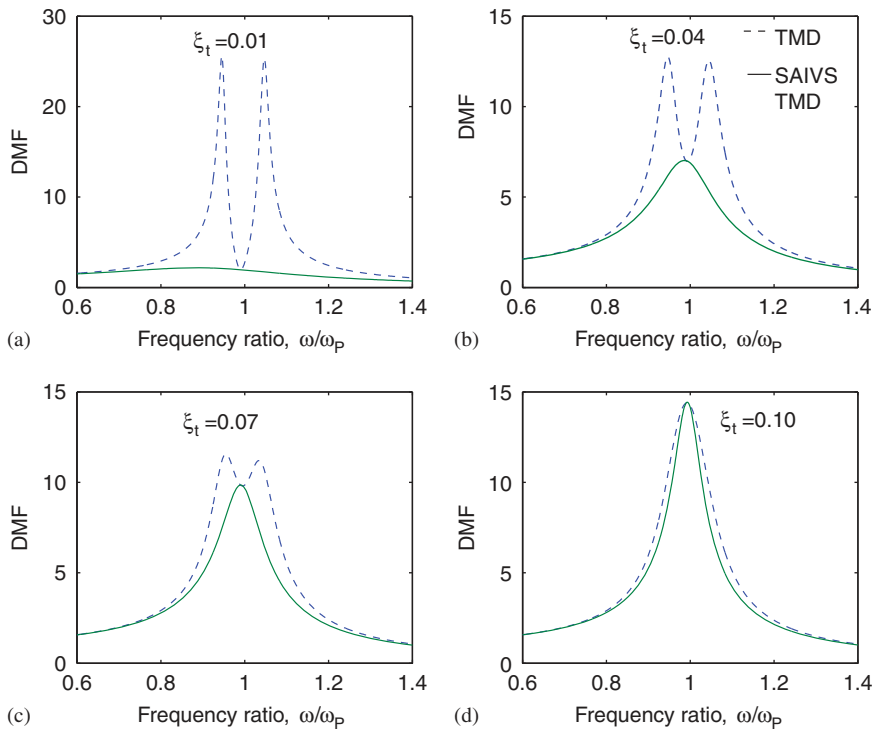 30
20
10
0
DMF
ξt =0.01
0.6 0.8 1 1.2 1.4
(a) Frequency ratio, ω/ωP
15
10
5
0
DMF
ξt =0.04
TMD
SAIVS
TMD
0.6 0.8 1 1.2 1.4
(b) Frequency ratio, ω/ωP
15
10
5
0
DMF
ξt =0.07
0.6 0.8 1 1.2 1.4
(c) Frequency ratio, ω/ωP
15
10
5
0
DMF
ξt =0.10
0.6 0.8 1 1.2 1.4
(d) Frequency ratio, ω/ωP